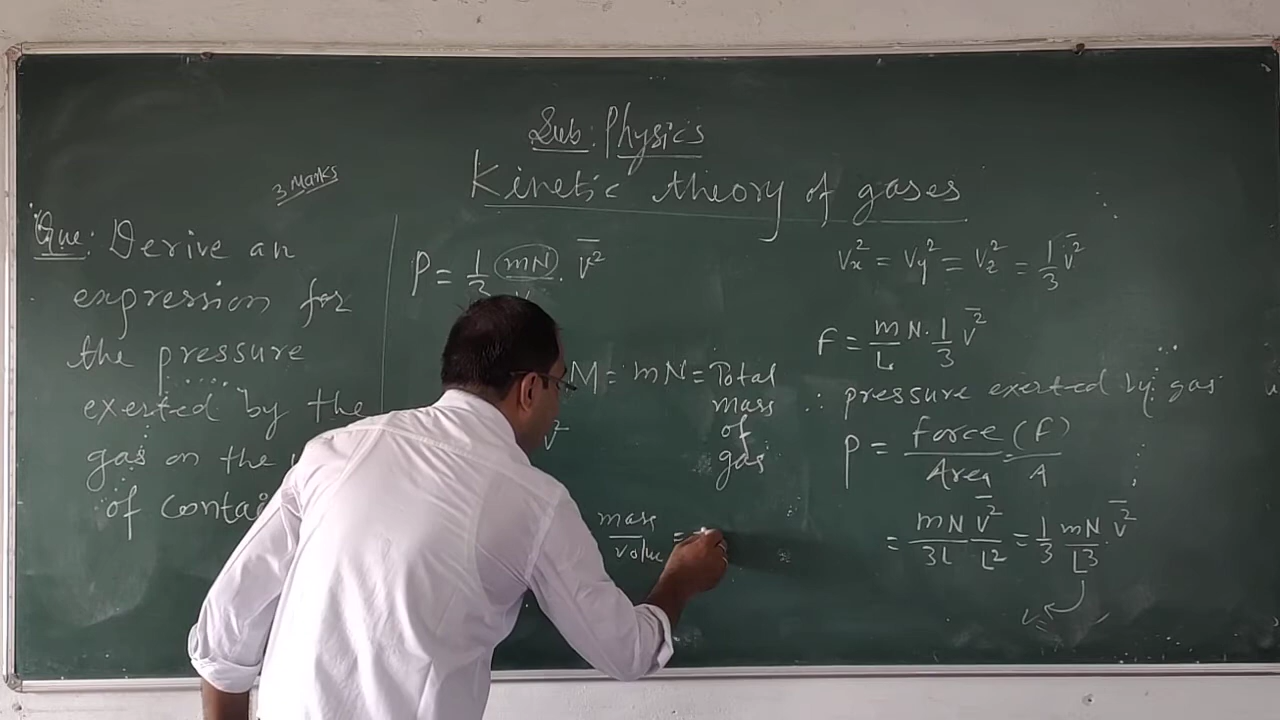 Sub: Physics
Kinetic theory of gases
3 Marks
Que: Derive an
expression for
the pressure
exerted by the
gas on the
of contai
P = 1/3 mN/V . v̄²
M = mN = Total
mass
of
gas
v²
mass/volume =
Vx² = Vy² = Vz² = 1/3 v̄²
F = m/L N. 1/3 v̄²
∴ pressure exerted by gas
P = Force/Area = (F)/A
= mN/3L v̄²/L² = 1/3 mN/L³ . v̄²
V